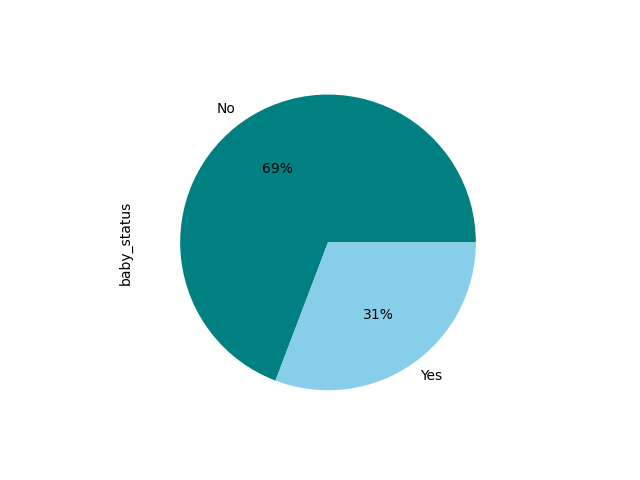 No
69%
baby_status
31%
Yes